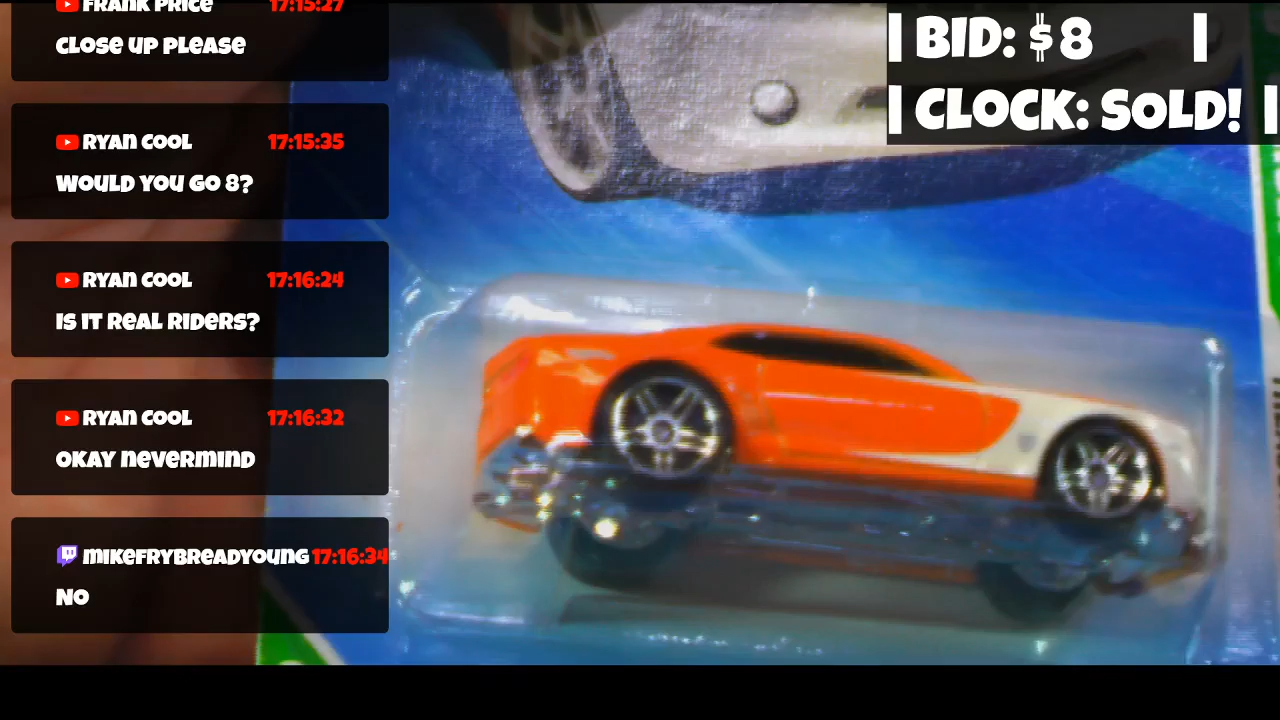 FRANK PRICE 17:15:27
CLOSE UP PLEASE
RYAN COOL 17:15:35
WOULD YOU GO 8?
RYAN COOL 17:16:24
IS IT REAL RIDERS?
RYAN COOL 17:16:32
OKAY NEVERMIND
MIKEFRYBREADYOUNG 17:16:34
NO
| BID: $8 |
| CLOCK: SOLD! |